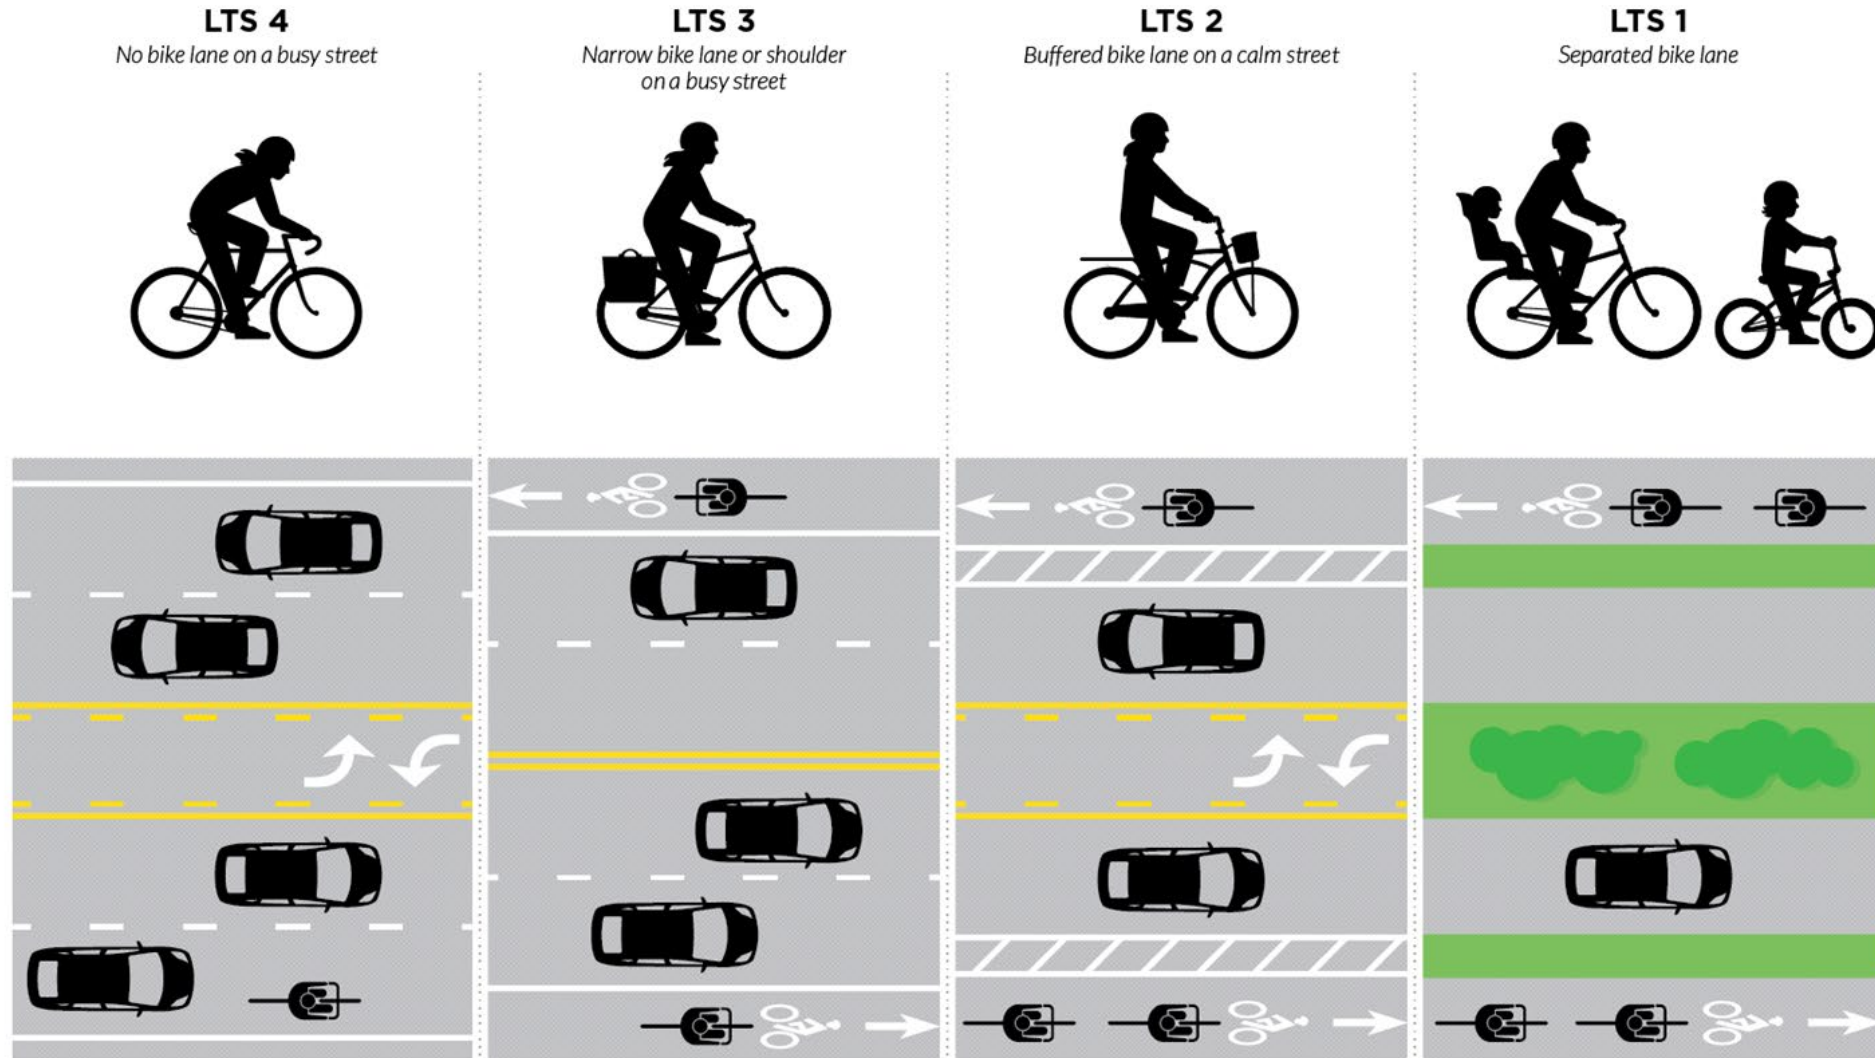 LTS 4
No bike lane on a busy street
LTS 3
Narrow bike lane or shoulder
on a busy street
LTS 2
Buffered bike lane on a calm street
LTS 1
Separated bike lane